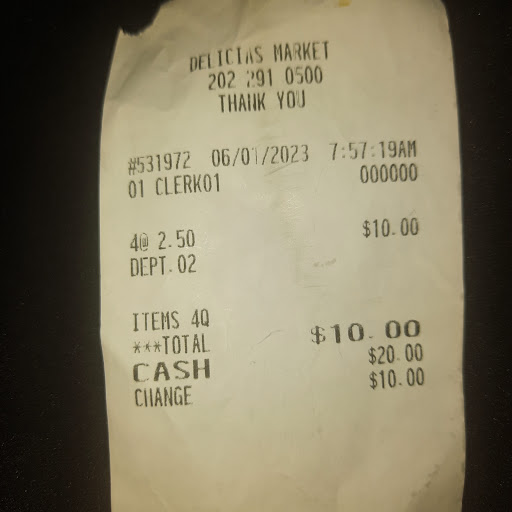 DELICIAS MARKET
202 291 0500
THANK YOU
#531972 06/01/2023 7:57:19AM
01 CLERK01 000000
4@ 2.50 $10.00
DEPT.02
ITEMS 4Q
***TOTAL $10.00
CASH $20.00
CHANGE $10.00